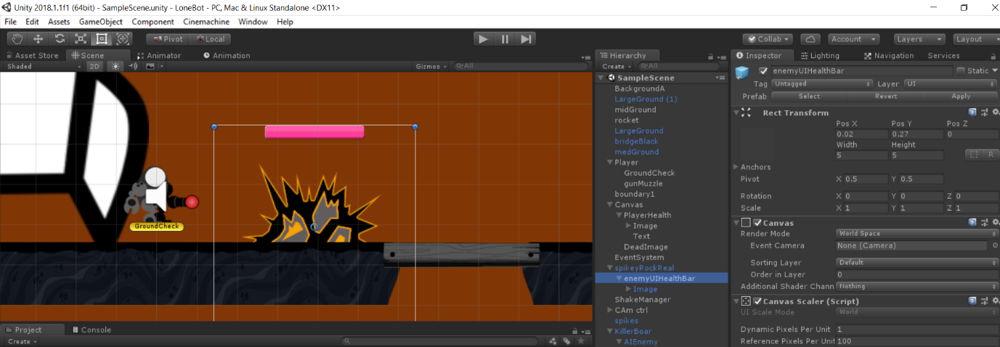 Unity 2018.1.1f1 (64bit) - SampleScene.unity - LoneBot - PC, Mac & Linux Standalone <DX11>
File Edit Assets GameObject Component Cinemachine Window Help
Pivot Local Collab Account Layers Layout
Asset Store Scene Animator Animation
Shaded 2D Gizmos All
GroundCheck
Hierarchy
Create All
SampleScene
BackgroundA
LargeGround (1)
midGround
rocket
LargeGround
bridgeBlack
medGround
Player
GroundCheck
gunMuzzle
boundary1
Canvas
PlayerHealth
Image
Text
DeadImage
EventSystem
spikeyRockReal
enemyUIHealthBar
Image
ShakeManager
CAm ctrl
spikes
KillerBoar
AIEnemy
Inspector Lighting Navigation Services
enemyUIHealthBar Static
Tag Untagged Layer UI
Prefab Select Revert Apply
Rect Transform
Pos X Pos Y Pos Z
0.02 0.27 0
Width Height
5 5
R
Anchors
Pivot X 0.5 Y 0.5
Rotation X 0 Y 0 Z 0
Scale X 1 Y 1 Z 1
Canvas
Render Mode World Space
Event Camera None (Camera)
Sorting Layer Default
Order in Layer 0
Additional Shader Chann Nothing
Canvas Scaler (Script)
UI Scale Mode World
Dynamic Pixels Per Unit 1
Reference Pixels Per Unit 100
Project Console
Create